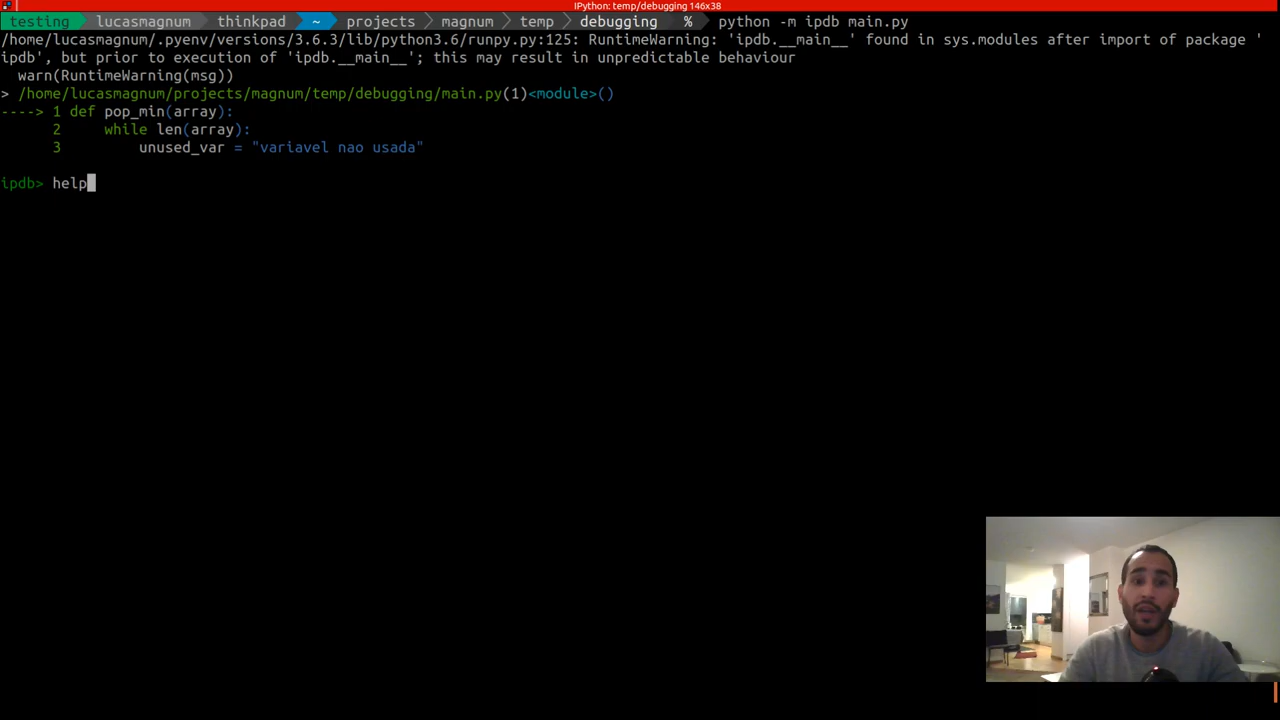 IPython: temp/debugging 146x38
testing lucasmagnum thinkpad ~ projects magnum temp debugging % python -m ipdb main.py
/home/lucasmagnum/.pyenv/versions/3.6.3/lib/python3.6/runpy.py:125: RuntimeWarning: 'ipdb.__main__' found in sys.modules after import of package '
ipdb', but prior to execution of 'ipdb.__main__'; this may result in unpredictable behaviour
  warn(RuntimeWarning(msg))
> /home/lucasmagnum/projects/magnum/temp/debugging/main.py(1)<module>()
----> 1 def pop_min(array):
      2     while len(array):
      3         unused_var = "variavel nao usada"
ipdb> help